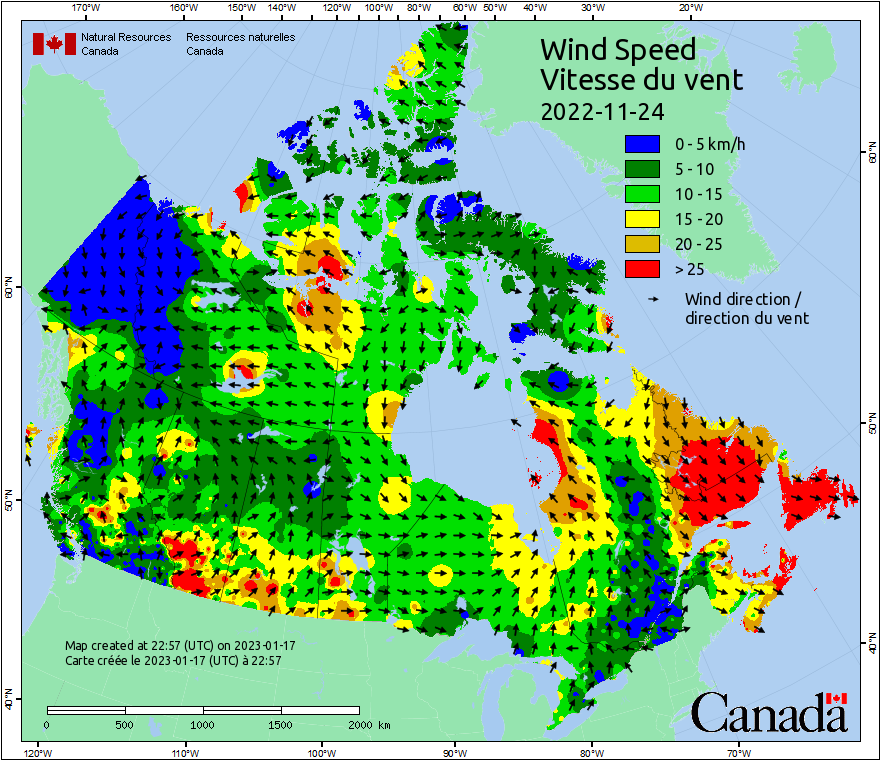 170°W 160°W 150°W 140°W 120°W 100°W 80°W 60°W 50°W 40°W 30°W 20°W
Natural Resources Ressources naturelles
Canada Canada
Wind Speed
Vitesse du vent
2022-11-24
0 - 5 km/h
5 - 10
10 - 15
15 - 20
20 - 25
> 25
Wind direction /
direction du vent
60°N
60°N
50°N
50°N
40°N
40°N
Map created at 22:57 (UTC) on 2023-01-17
Carte créée le 2023-01-17 (UTC) à 22:57
0 500 1000 1500 2000 km
Canada
120°W 110°W 100°W 90°W 80°W 70°W